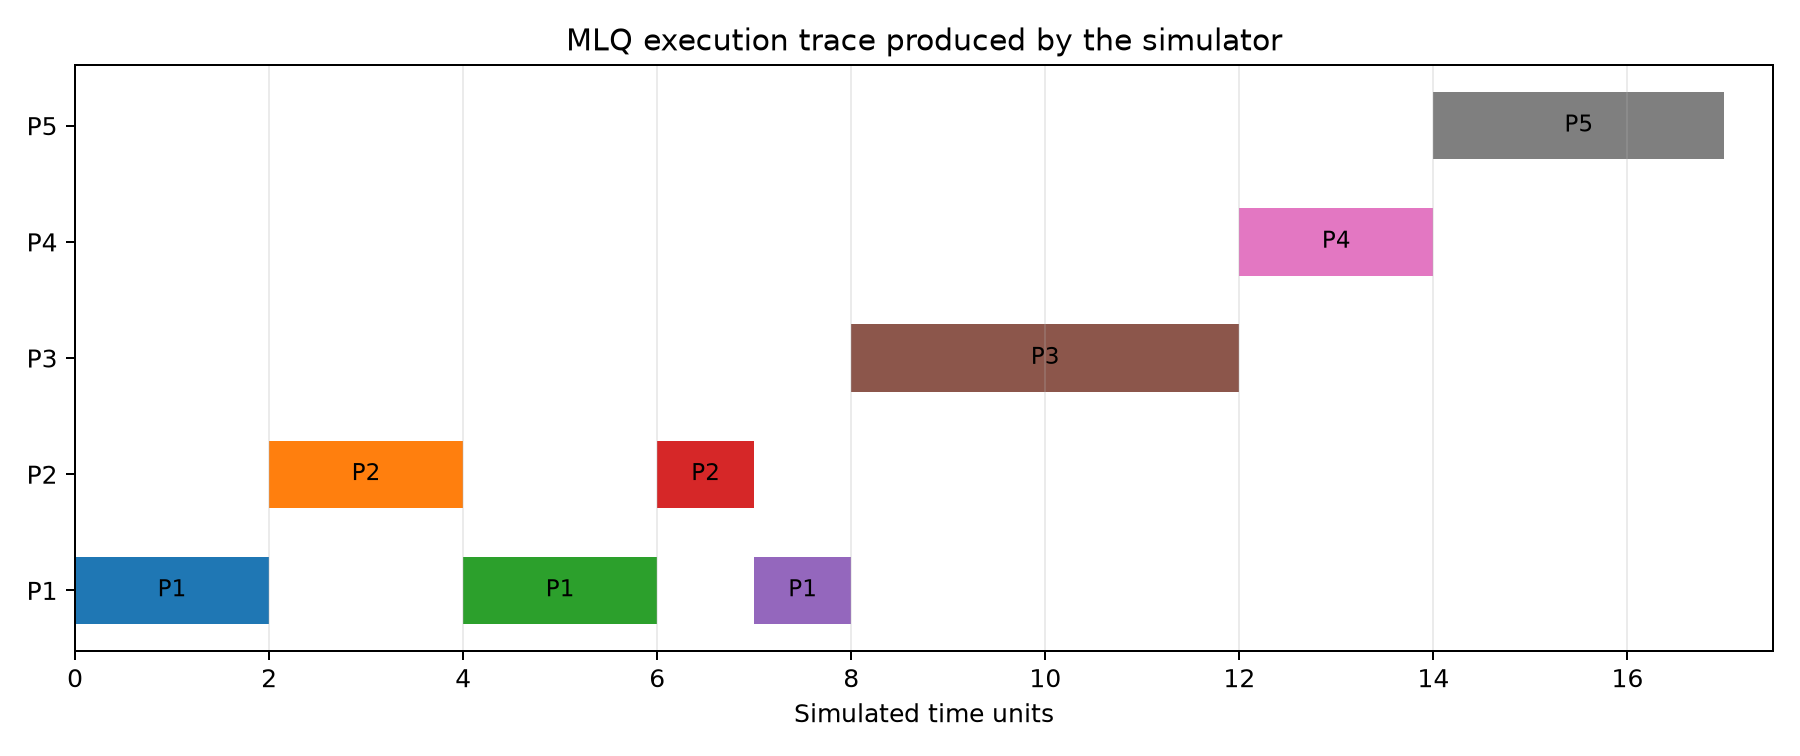 MLQ execution trace produced by the simulator
P5
P5
P4
P4
P3
P3
P2
P2
P2
P1
P1
P1
P1
0 2 4 6 8 10 12 14 16
Simulated time units